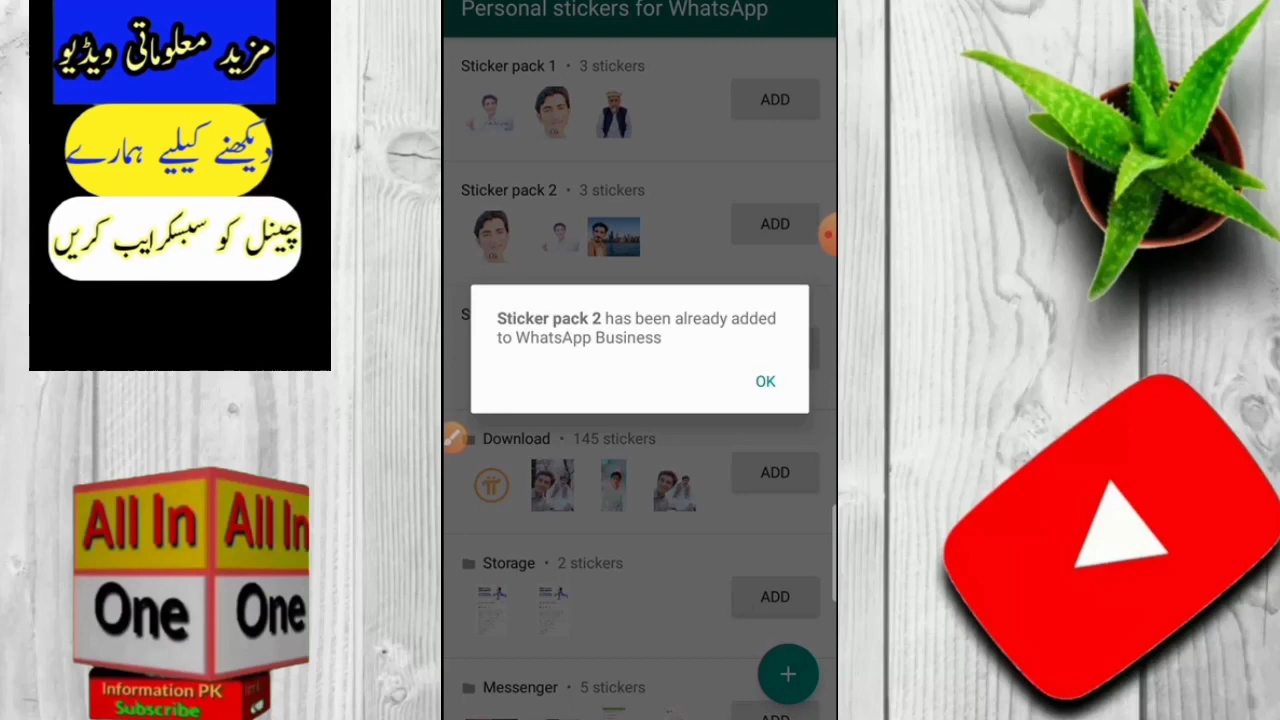 مزید معلوماتی ویڈیو
دیکھنے کیلیے ہمارے
چینل کو سبسکرایب کریں
Personal stickers for WhatsApp
Sticker pack 1 • 3 stickers
ADD
Sticker pack 2 • 3 stickers
ADD
S
Sticker pack 2 has been already added
to WhatsApp Business
OK
Download • 145 stickers
ADD
Storage • 2 stickers
ADD
Messenger • 5 stickers
ADD
All In
One
All In
One
Information PK
Subscribe